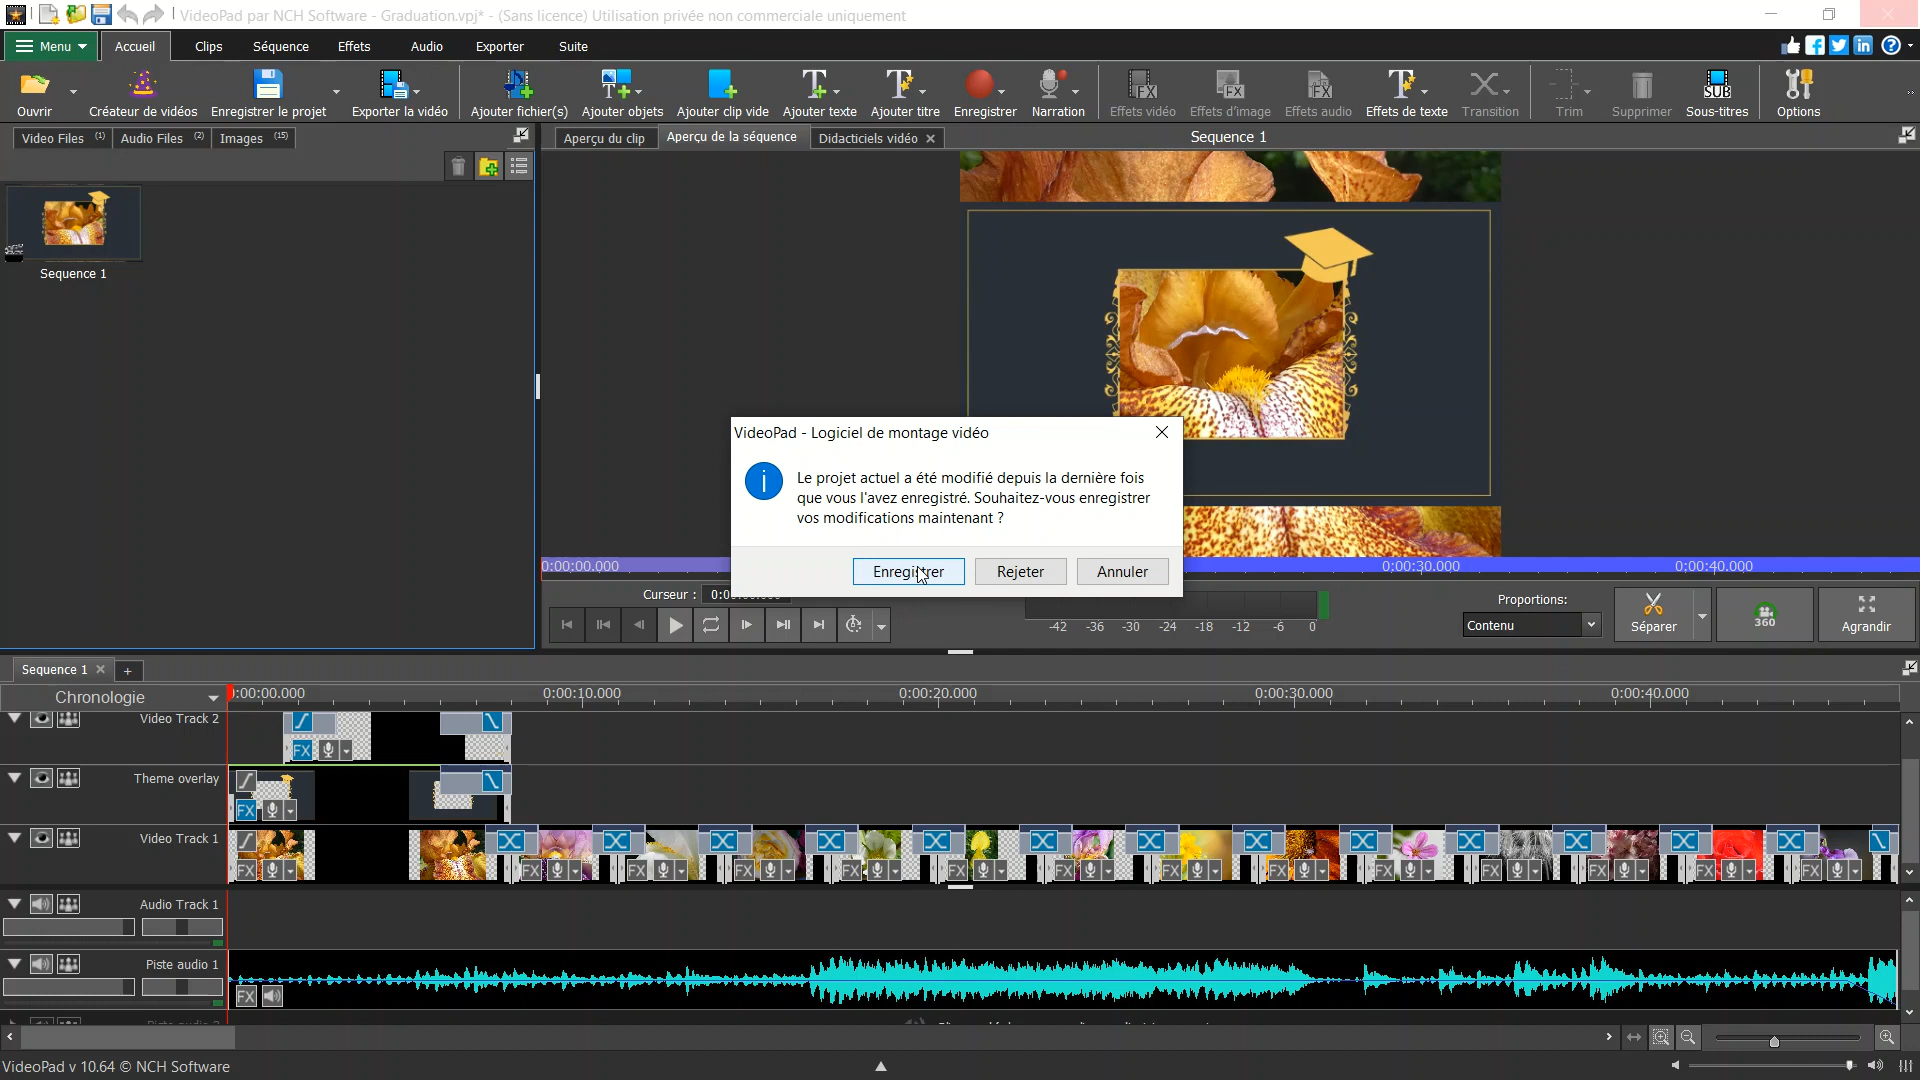 VideoPad par NCH Software - Graduation.vpj* - (Sans licence) Utilisation privée non commerciale uniquement
Menu Accueil Clips Séquence Effets Audio Exporter Suite
Ouvrir Créateur de vidéos Enregistrer le projet Exporter la vidéo Ajouter fichier(s) Ajouter objets Ajouter clip vide Ajouter texte Ajouter titre Enregistrer Narration Effets vidéo Effets d'image Effets audio Effets de texte Transition Trim Supprimer Sous-titres Options
Video Files (1) Audio Files (2) Images (15)
Aperçu du clip Aperçu de la séquence Didacticiels vidéo Sequence 1
Sequence 1
VideoPad - Logiciel de montage vidéo
Le projet actuel a été modifié depuis la dernière fois
que vous l'avez enregistré. Souhaitez-vous enregistrer
vos modifications maintenant ?
Enregistrer Rejeter Annuler
0:00:00.000 0:00:30.000 0:00:40.000
Curseur :
Proportions:
Contenu
-42 -36 -30 -24 -18 -12 -6 0
Séparer 360 Agrandir
Sequence 1
Chronologie 0:00:00.000 0:00:10.000 0:00:20.000 0:00:30.000 0:00:40.000
Video Track 2
FX
Theme overlay
FX
Video Track 1
FX FX FX FX FX FX FX FX FX FX FX FX FX FX
Audio Track 1
Piste audio 1
FX
VideoPad v 10.64 © NCH Software